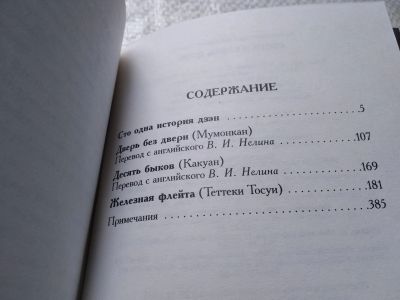 СОДЕРЖАНИЕ
Сто одна история дзэн . . . . . . . . . . . . . . . . . 5
Дверь без двери (Мумонкан)
Перевод с английского В. И. Нелина . . . . . . . . 107
Десять быков (Какуан)
Перевод с английского В. И. Нелина . . . . . . . . 169
Железная флейта (Теттеки Тосуи) . . . . . . . . . 181
Примечания . . . . . . . . . . . . . . . . . . . . . . . . 385